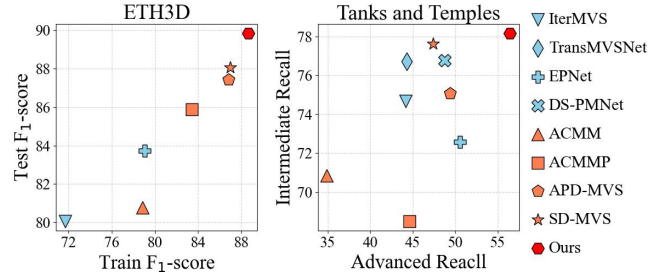 ETH3D
90
88
86
84
82
80
72
76
80
84
88
Test F1-score
Train F1-score
Tanks and Temples
78
76
74
72
70
35
40
45
50
55
Intermediate Recall
Advanced Reacll
IterMVS
TransMVSNet
EPNet
DS-PMNet
ACMM
ACMMP
APD-MVS
SD-MVS
Ours